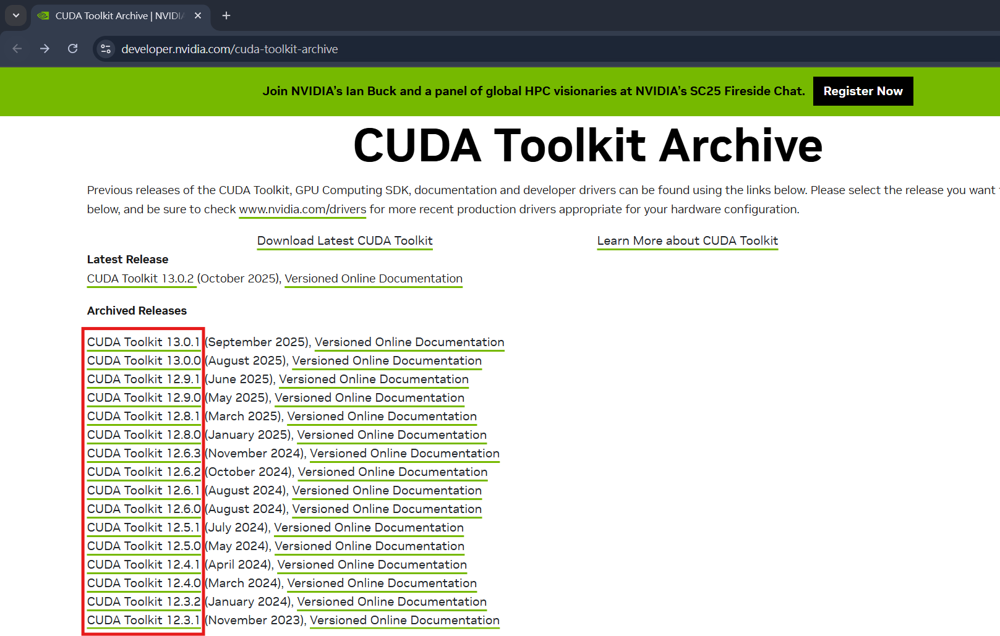 CUDA Toolkit Archive | NVIDIA
developer.nvidia.com/cuda-toolkit-archive
Join NVIDIA’s Ian Buck and a panel of global HPC visionaries at NVIDIA’s SC25 Fireside Chat. Register Now
CUDA Toolkit Archive
Previous releases of the CUDA Toolkit, GPU Computing SDK, documentation and developer drivers can be found using the links below. Please select the release you want
below, and be sure to check www.nvidia.com/drivers for more recent production drivers appropriate for your hardware configuration.
Download Latest CUDA Toolkit Learn More about CUDA Toolkit
Latest Release
CUDA Toolkit 13.0.2 (October 2025), Versioned Online Documentation
Archived Releases
CUDA Toolkit 13.0.1 (September 2025), Versioned Online Documentation
CUDA Toolkit 13.0.0 (August 2025), Versioned Online Documentation
CUDA Toolkit 12.9.1 (June 2025), Versioned Online Documentation
CUDA Toolkit 12.9.0 (May 2025), Versioned Online Documentation
CUDA Toolkit 12.8.1 (March 2025), Versioned Online Documentation
CUDA Toolkit 12.8.0 (January 2025), Versioned Online Documentation
CUDA Toolkit 12.6.3 (November 2024), Versioned Online Documentation
CUDA Toolkit 12.6.2 (October 2024), Versioned Online Documentation
CUDA Toolkit 12.6.1 (August 2024), Versioned Online Documentation
CUDA Toolkit 12.6.0 (August 2024), Versioned Online Documentation
CUDA Toolkit 12.5.1 (July 2024), Versioned Online Documentation
CUDA Toolkit 12.5.0 (May 2024), Versioned Online Documentation
CUDA Toolkit 12.4.1 (April 2024), Versioned Online Documentation
CUDA Toolkit 12.4.0 (March 2024), Versioned Online Documentation
CUDA Toolkit 12.3.2 (January 2024), Versioned Online Documentation
CUDA Toolkit 12.3.1 (November 2023), Versioned Online Documentation